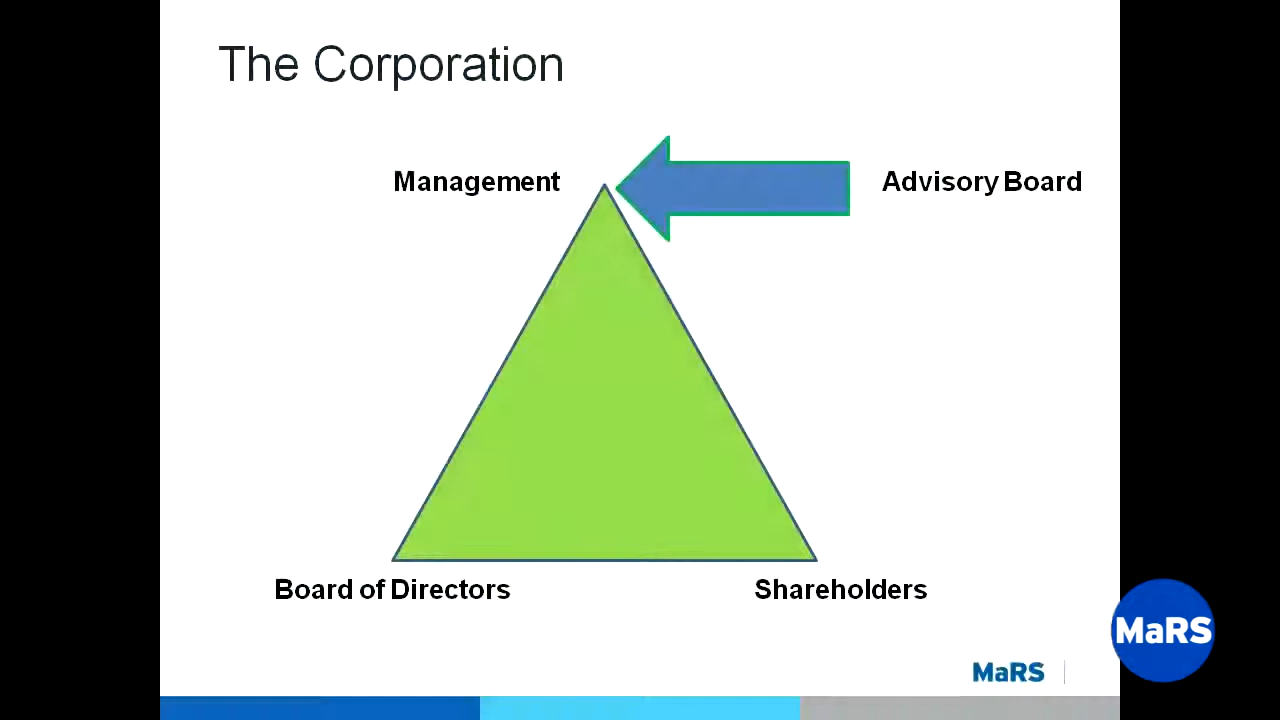 The Corporation
Management
Advisory Board
Board of Directors
Shareholders
MaRS
MaRS